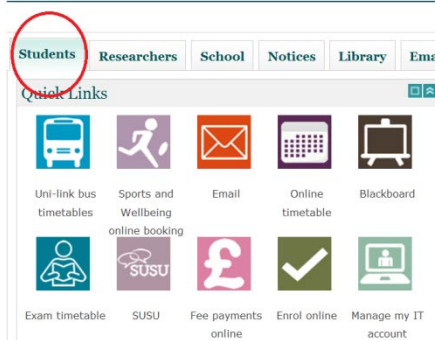 Students Researchers School Notices Library Ema
Quick Links
Uni-link bus timetables
Sports and Wellbeing online booking
Email
Online timetable
Blackboard
SUSU
Exam timetable
SUSU
Fee payments online
Enrol online
Manage my IT account